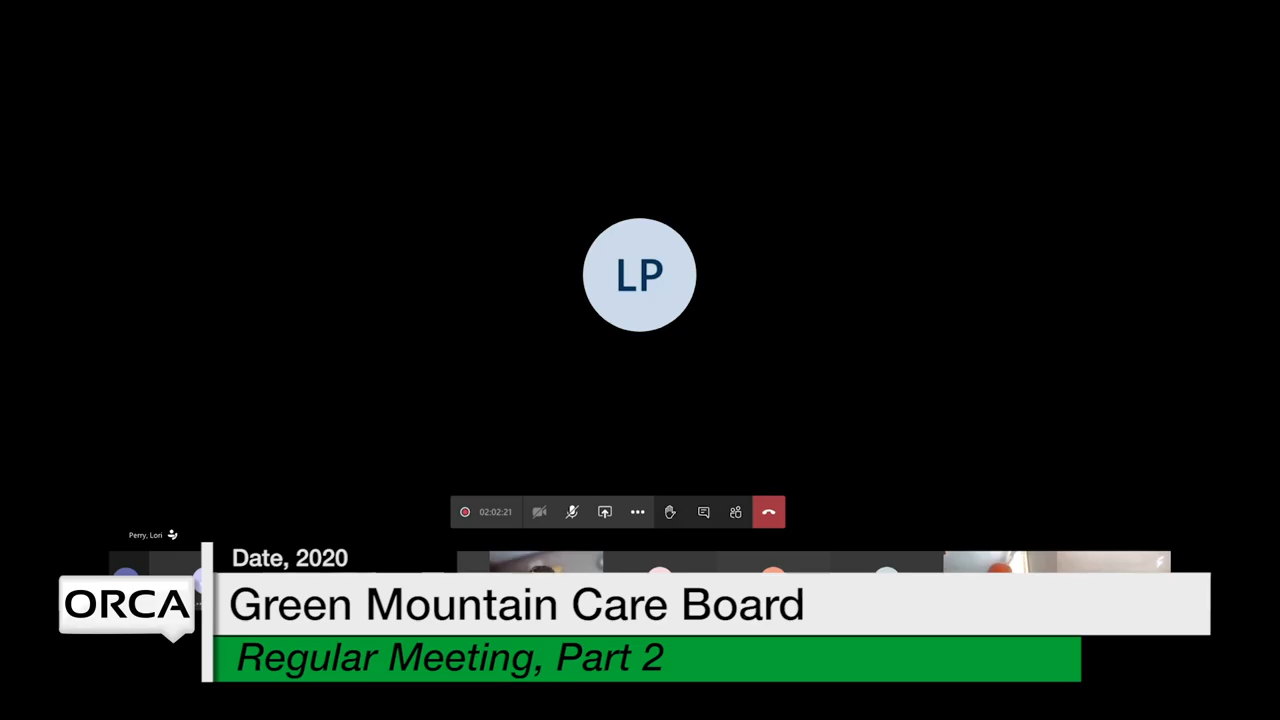 LP
02:02:21
Perry, Lori
Date, 2020
ORCA
Green Mountain Care Board
Regular Meeting, Part 2